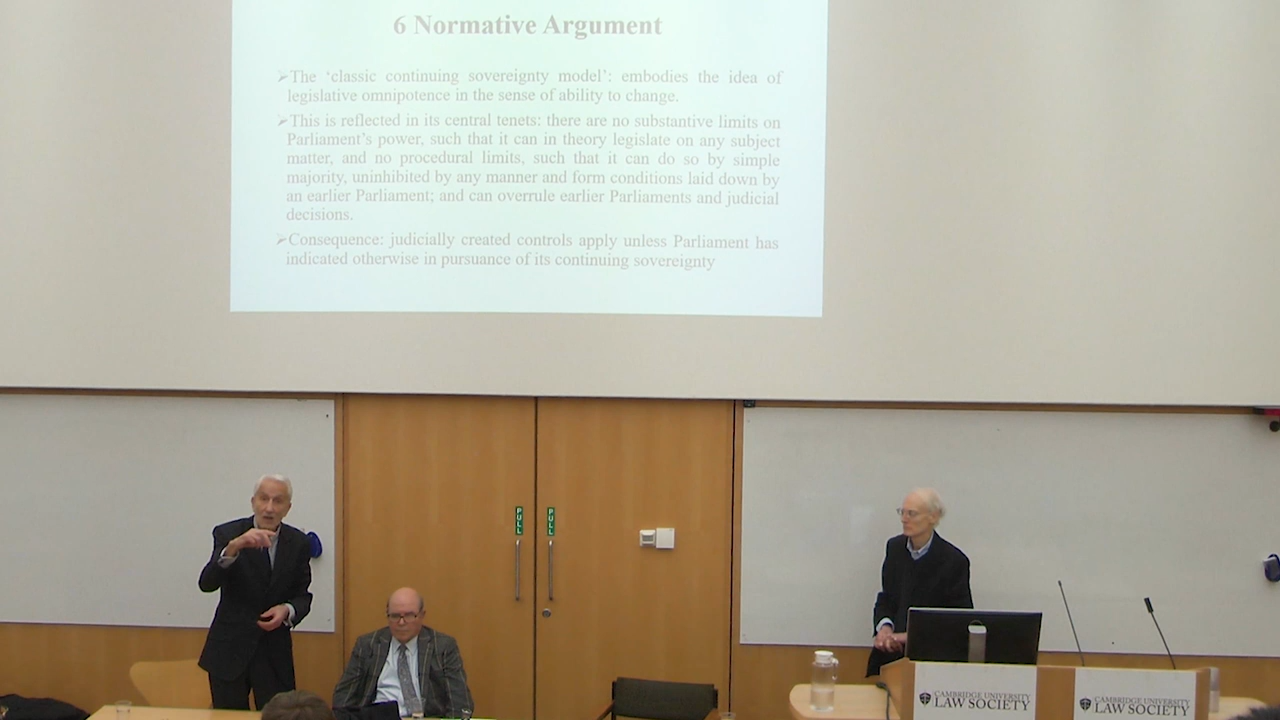 6 Normative Argument
➢The ‘classic continuing sovereignty model’: embodies the idea of
legislative omnipotence in the sense of ability to change.
➢This is reflected in its central tenets: there are no substantive limits on
Parliament’s power, such that it can in theory legislate on any subject
matter, and no procedural limits, such that it can do so by simple
majority, uninhibited by any manner and form conditions laid down by
an earlier Parliament; and can overrule earlier Parliaments and judicial
decisions.
➢Consequence: judicially created controls apply unless Parliament has
indicated otherwise in pursuance of its continuing sovereignty
PULL
PULL
CAMBRIDGE UNIVERSITY
LAW SOCIETY
CAMBRIDGE UNIVERSITY
LAW SOCIETY